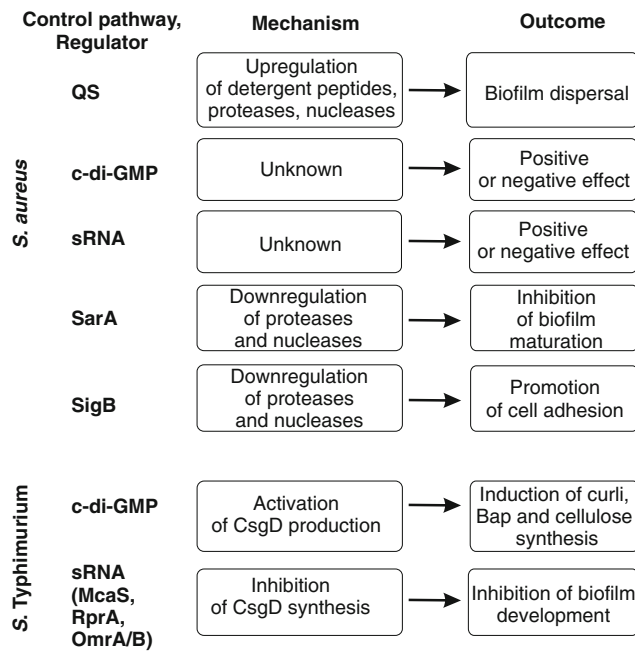 Control pathway,
Regulator
Mechanism
Outcome
S. aureus
QS
Upregulation
of detergent peptides,
proteases, nucleases
Biofilm dispersal
c-di-GMP
Unknown
Positive
or negative effect
sRNA
Unknown
Positive
or negative effect
SarA
Downregulation
of proteases
and nucleases
Inhibition
of biofilm
maturation
SigB
Downregulation
of proteases
and nucleases
Promotion
of cell adhesion
S. Typhimurium
c-di-GMP
Activation
of CsgD production
Induction of curli,
Bap and cellulose
synthesis
sRNA
(McaS,
RprA,
OmrA/B)
Inhibition
of CsgD synthesis
Inhibition of biofilm
development